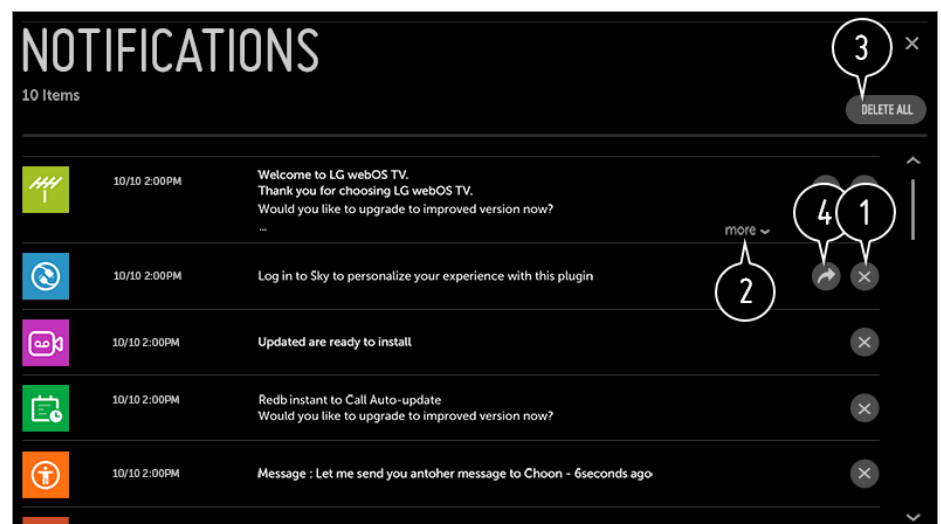 NOTIFICATIONS
10 Items
3
DELETE ALL
10/10 2:00PM
Welcome to LG webOS TV.
Thank you for choosing LG webOS TV.
Would you like to upgrade to improved version now?
...
more
4
1
2
10/10 2:00PM
Log in to Sky to personalize your experience with this plugin
10/10 2:00PM
Updated are ready to install
10/10 2:00PM
Redb instant to Call Auto-update
Would you like to upgrade to improved version now?
10/10 2:00PM
Message : Let me send you antoher message to Choon - 6seconds ago